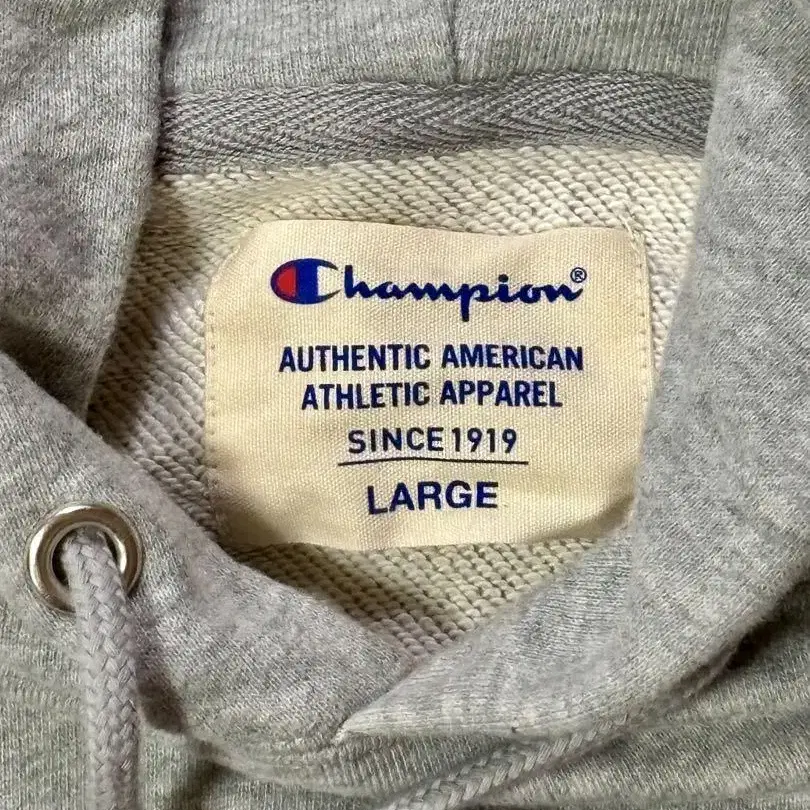 Champion®
AUTHENTIC AMERICAN
ATHLETIC APPAREL
SINCE 1919
LARGE